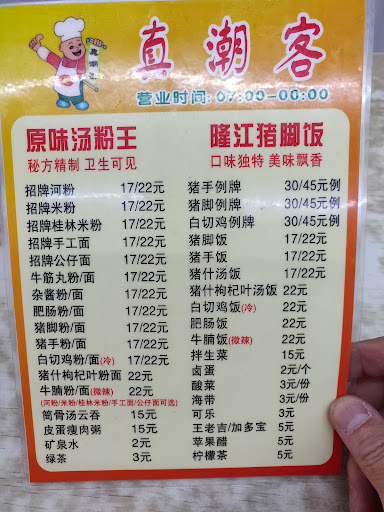 真潮客
真潮客
营业时间:07:00-00:00
原味汤粉王
秘方精制 卫生可见
招牌河粉 17/22元
招牌米粉 17/22元
招牌桂林米粉 17/22元
招牌手工面 17/22元
招牌公仔面 17/22元
牛筋丸粉/面 17/22元
杂酱粉/面 17/22元
肥肠粉/面 17/22元
猪脚粉/面 17/22元
猪手粉/面 17/22元
白切鸡粉/面(冷) 17/22元
猪什枸杞叶粉面 22元
牛腩粉/面(微辣) 22元
(河粉/米粉/桂林米粉/手工面/公仔面可选)
筒骨汤云吞 15元
皮蛋瘦肉粥 15元
矿泉水 2元
绿茶 3元
隆江猪脚饭
口味独特 美味飘香
猪手例牌 30/45元例
猪脚例牌 30/45元例
白切鸡例牌 30/45元例
猪脚饭 17/22元
猪手饭 17/22元
猪什汤饭 17/22元
猪什枸杞叶汤饭 22元
白切鸡饭(冷) 22元
肥肠饭 22元
牛腩饭(微辣) 22元
拌生菜 15元
卤蛋 2元/个
酸菜 3元/份
海带 3元/份
可乐 3元
王老吉/加多宝 5元
苹果醋 5元
柠檬茶 5元